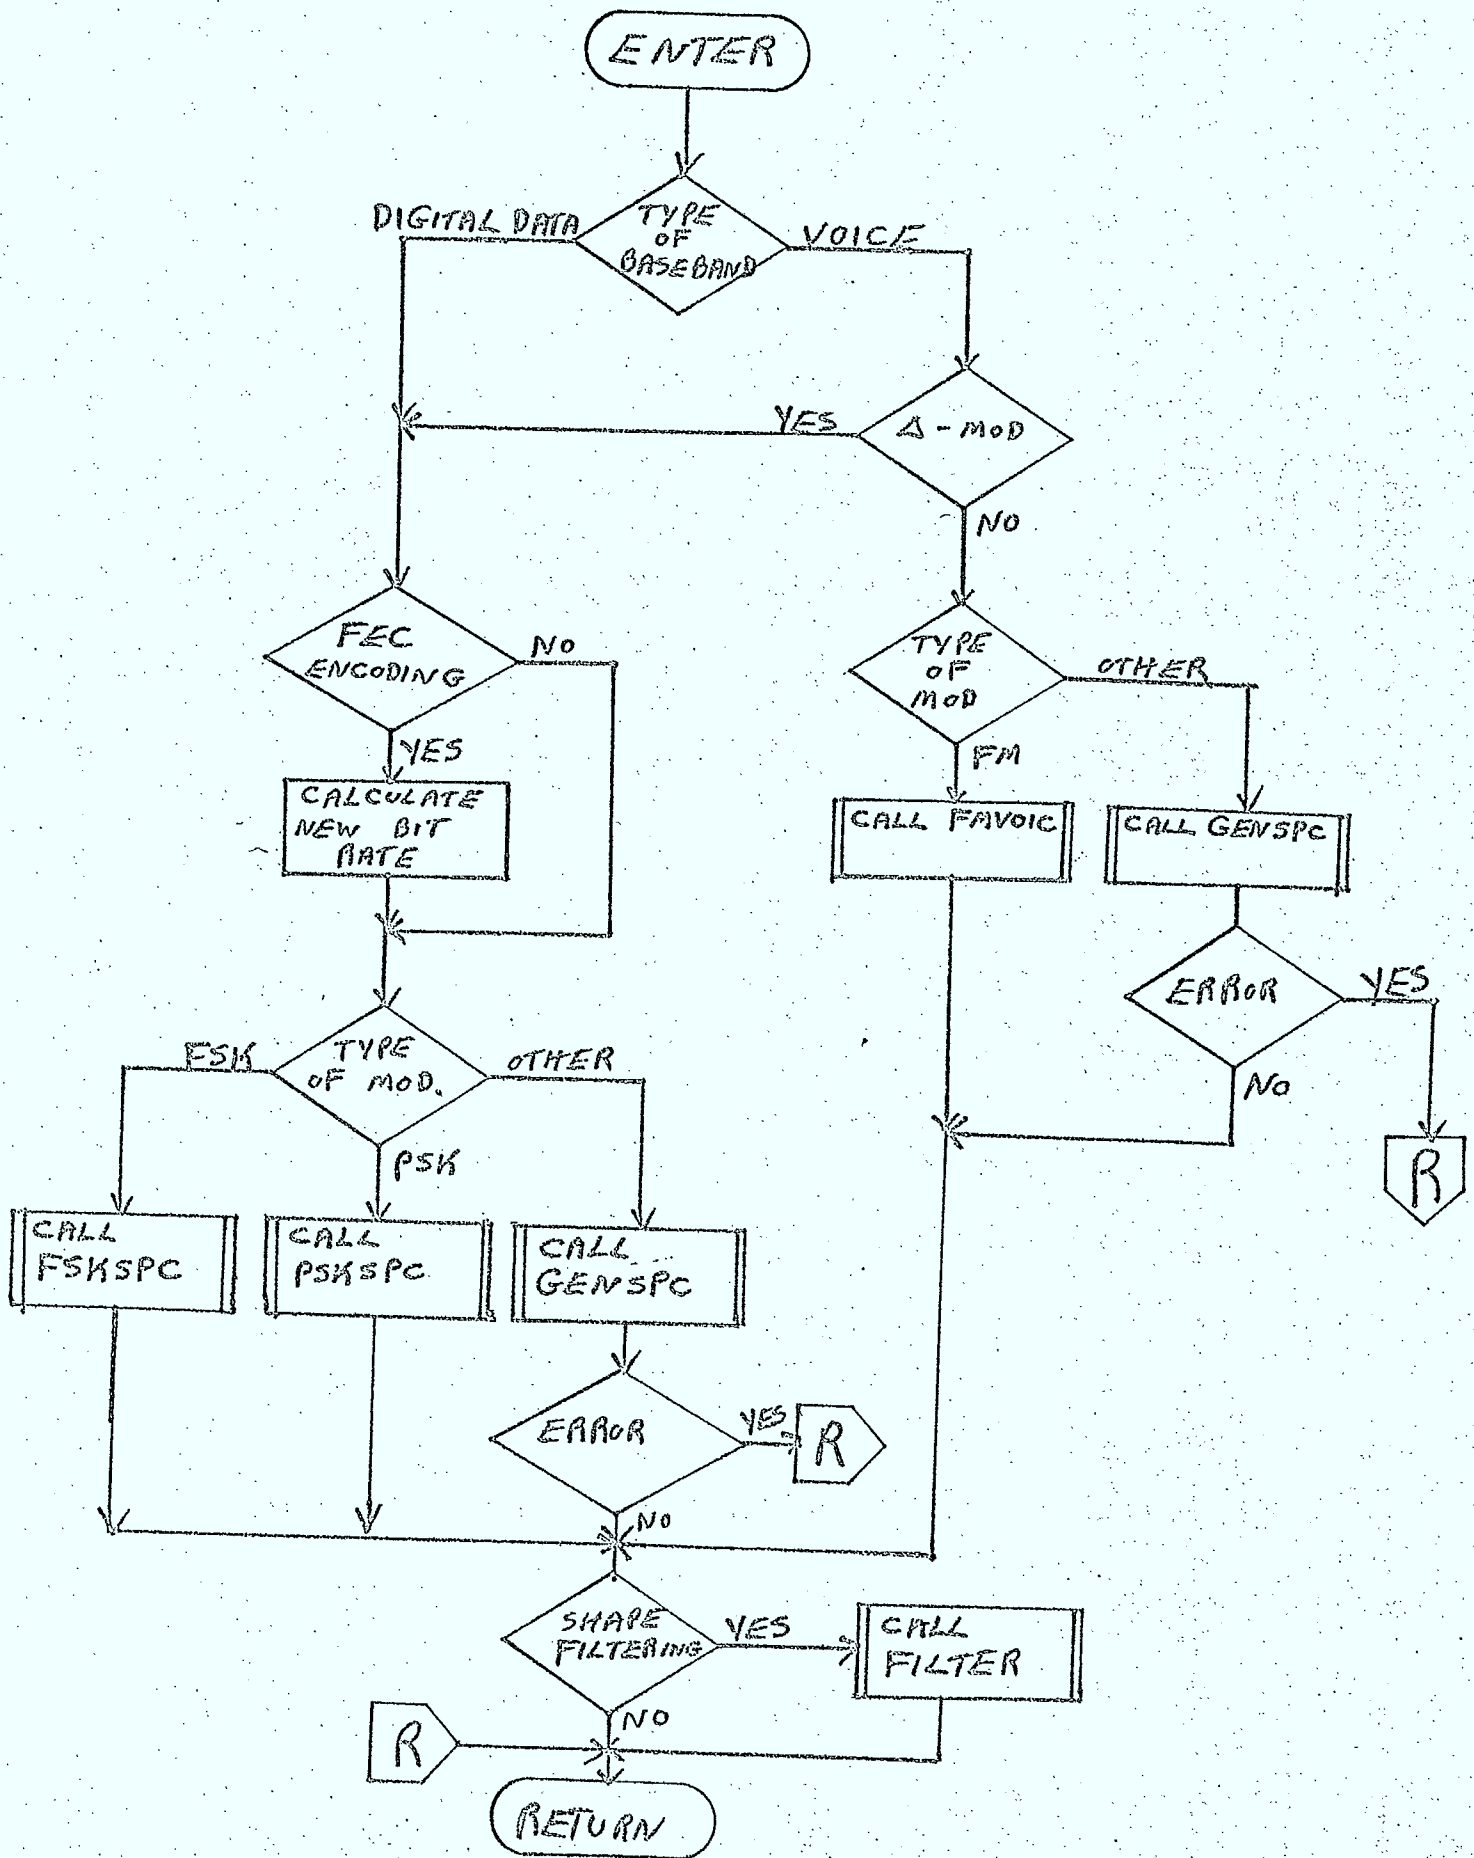 ENTER
TYPE
OF
BASEBAND
DIGITAL DATA
VOICE
Δ - MOD
YES
NO
FEC
ENCODING
NO
YES
TYPE
OF
MOD
OTHER
FM
CALCULATE
NEW BIT
RATE
CALL FAVOIC
CALL GENSPC
ERROR
YES
NO
R
TYPE
OF MOD.
FSK
OTHER
PSK
CALL
FSKSPC
CALL
PSKSPC
CALL
GENSPC
ERROR
YES
R
NO
SHAPE
FILTERING
YES
CALL
FILTER
NO
R
RETURN